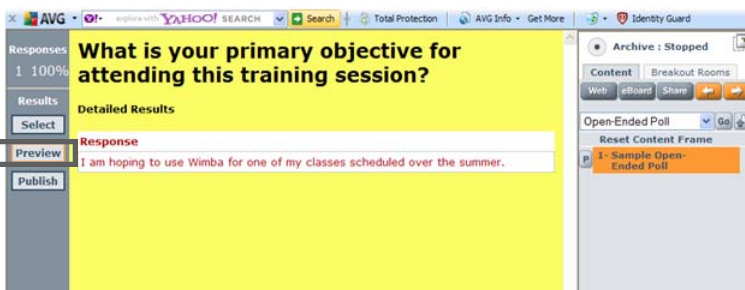 × AVG Y! explore with YAHOO! SEARCH Search Total Protection AVG Info Get More Identity Guard
Responses
1 100%
Results
Select
Preview
Publish
What is your primary objective for
attending this training session?
Detailed Results
Response
I am hoping to use Wimba for one of my classes scheduled over the summer.
Archive : Stopped
Content Breakout Rooms
Web eBoard Share
Open-Ended Poll Go
Reset Content Frame
P 1- Sample Open-
Ended Poll